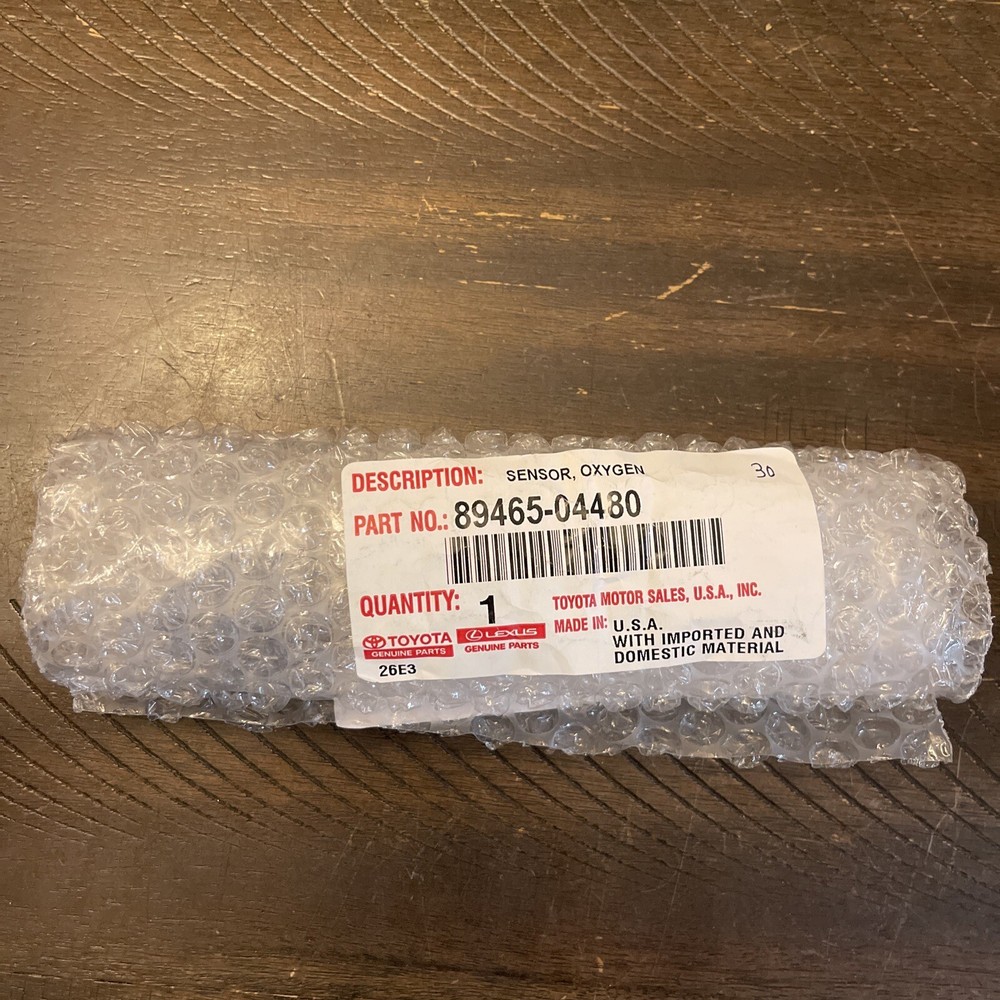 DESCRIPTION: SENSOR, OXYGEN 30
PART NO.: 89465-04480
QUANTITY: 1
TOYOTA MOTOR SALES, U.S.A., INC.
MADE IN: U.S.A.
WITH IMPORTED AND
DOMESTIC MATERIAL
TOYOTA
GENUINE PARTS
LEXUS
GENUINE PARTS
26E3